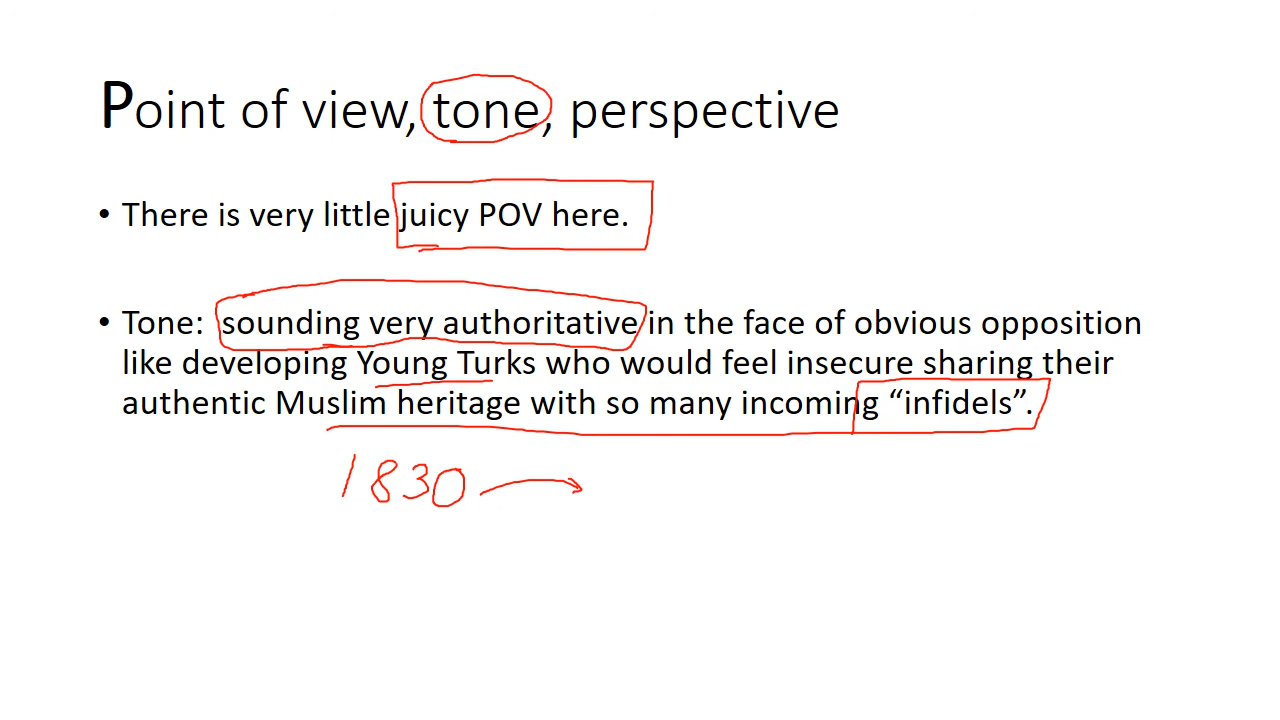 Point of view, tone, perspective
• There is very little juicy POV here.
• Tone: sounding very authoritative in the face of obvious opposition
like developing Young Turks who would feel insecure sharing their
authentic Muslim heritage with so many incoming “infidels”.
1830